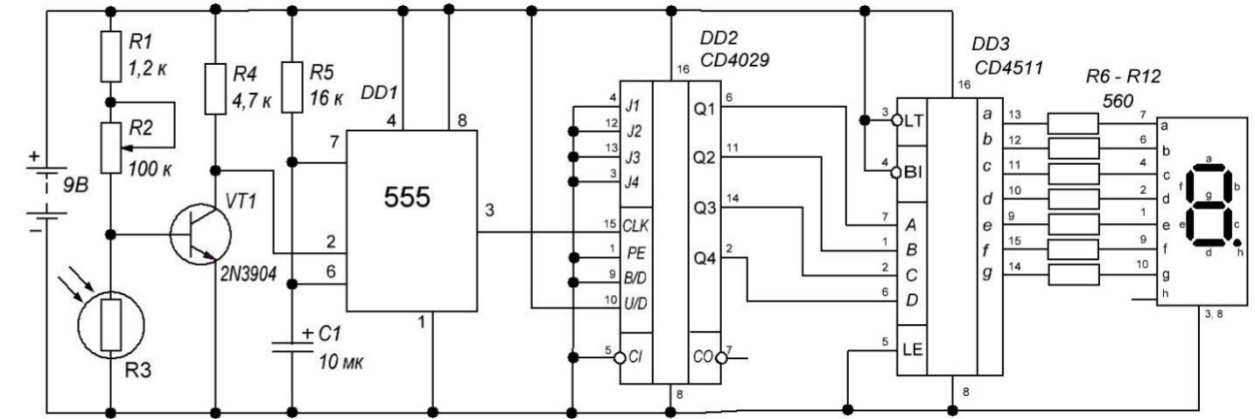 R1
1,2 к
R2
100 к
+
9В
−
R3
VT1
2N3904
R4
4,7 к
R5
16 к
+ C1
10 мк
DD1
4
8
7
555
3
2
6
1
DD2
CD4029
16
4 J1
12 J2
13 J3
3 J4
15 CLK
1 PE
9 B/D
10 U/D
5 CI
Q1 6
Q2 11
Q3 14
Q4 2
CO 7
8
DD3
CD4511
16
3 LT
4 BI
7 A
1 B
2 C
6 D
5 LE
a 13
b 12
c 11
d 10
e 9
f 15
g 14
8
R6 - R12
560
7 a
6 b
4 c
2 d
1 e
9 f
10 g
h
a
f b
g
e c
d h
3, 8